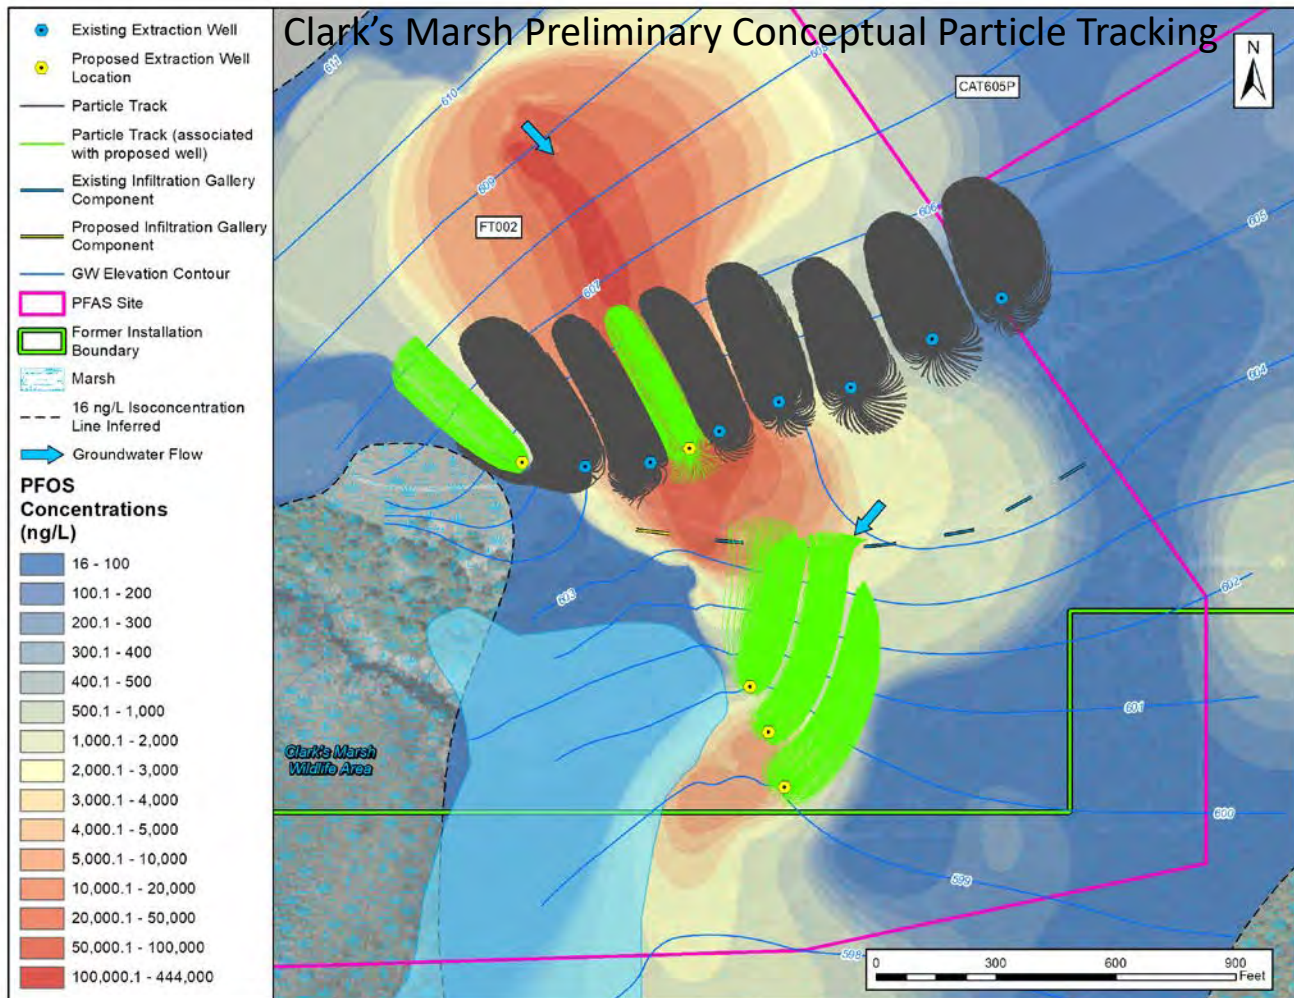 Clark's Marsh Preliminary Conceptual Particle Tracking
Existing Extraction Well
Proposed Extraction Well
Location
Particle Track
Particle Track (associated
with proposed well)
Existing Infiltration Gallery
Component
Proposed Infiltration Gallery
Component
GW Elevation Contour
PFAS Site
Former Installation
Boundary
Marsh
16 ng/L Isoconcentration
Line Inferred
Groundwater Flow
PFOS
Concentrations
(ng/L)
16 - 100
100.1 - 200
200.1 - 300
300.1 - 400
400.1 - 500
500.1 - 1,000
1,000.1 - 2,000
2,000.1 - 3,000
3,000.1 - 4,000
4,000.1 - 5,000
5,000.1 - 10,000
10,000.1 - 20,000
20,000.1 - 50,000
50,000.1 - 100,000
100,000.1 - 444,000
N
611
610
609
608
CAT605P
FT002
607
606
605
604
603
602
601
600
599
598
Clark's Marsh
Wildlife Area
0 300 600 900
Feet